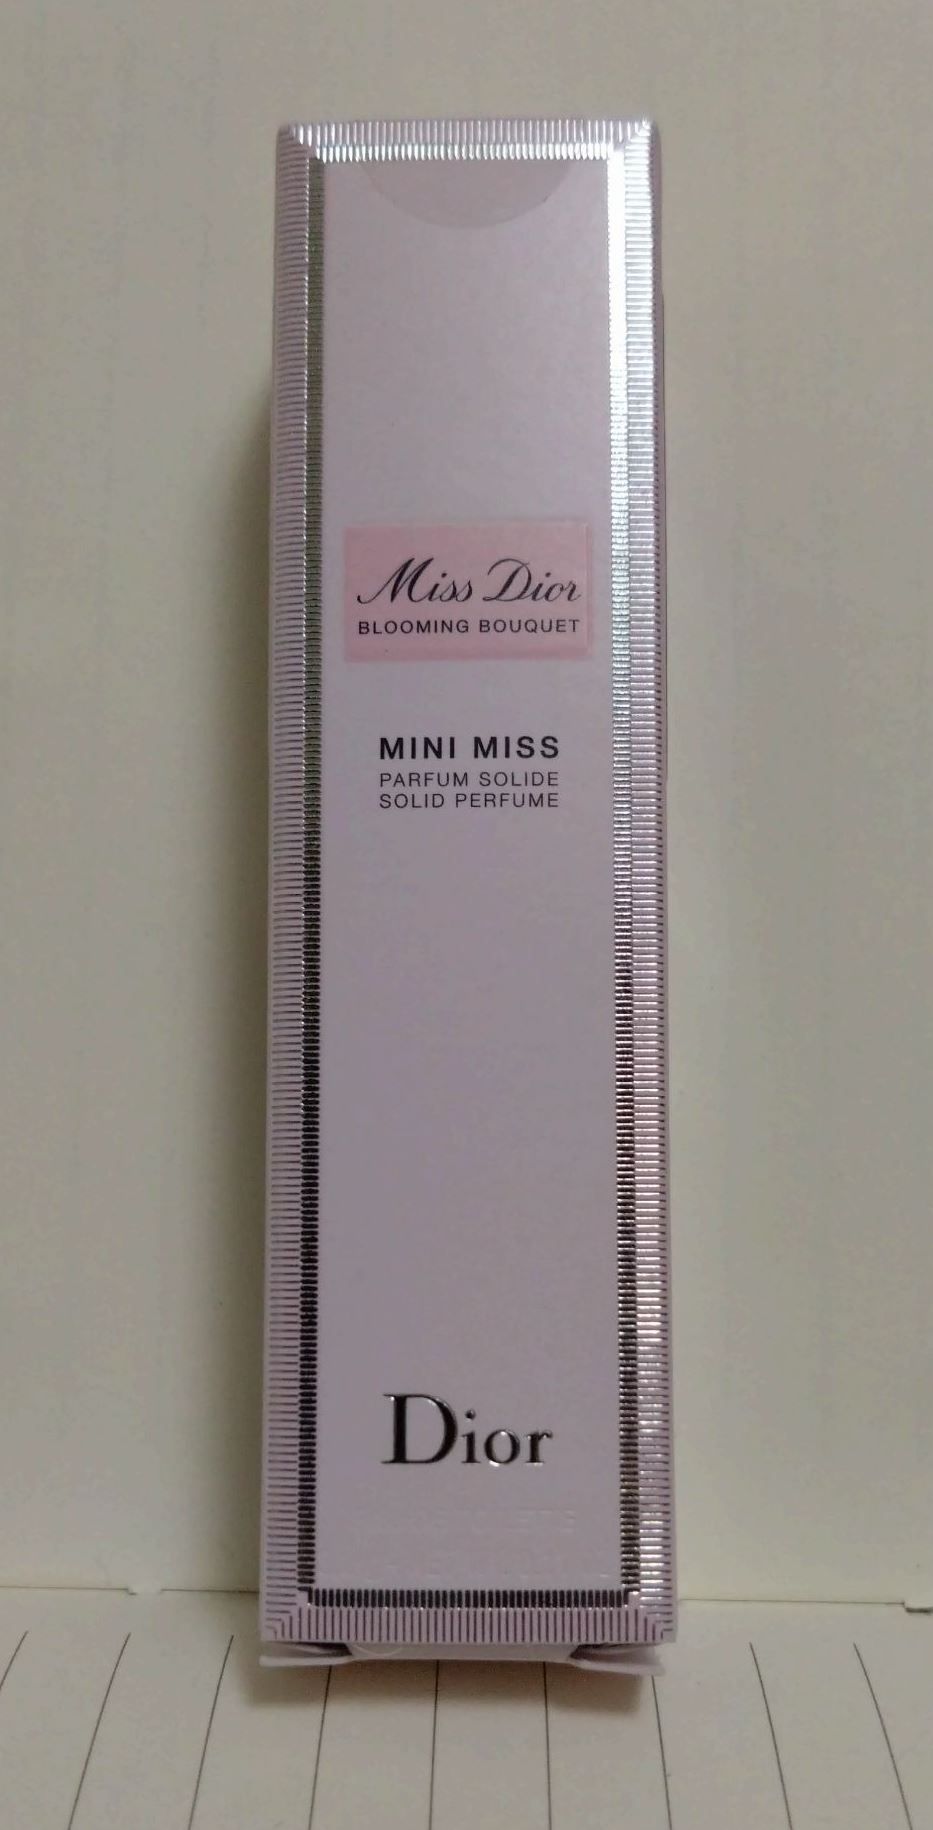 Miss Dior
BLOOMING BOUQUET
MINI MISS
PARFUM SOLIDE
SOLID PERFUME
Dior